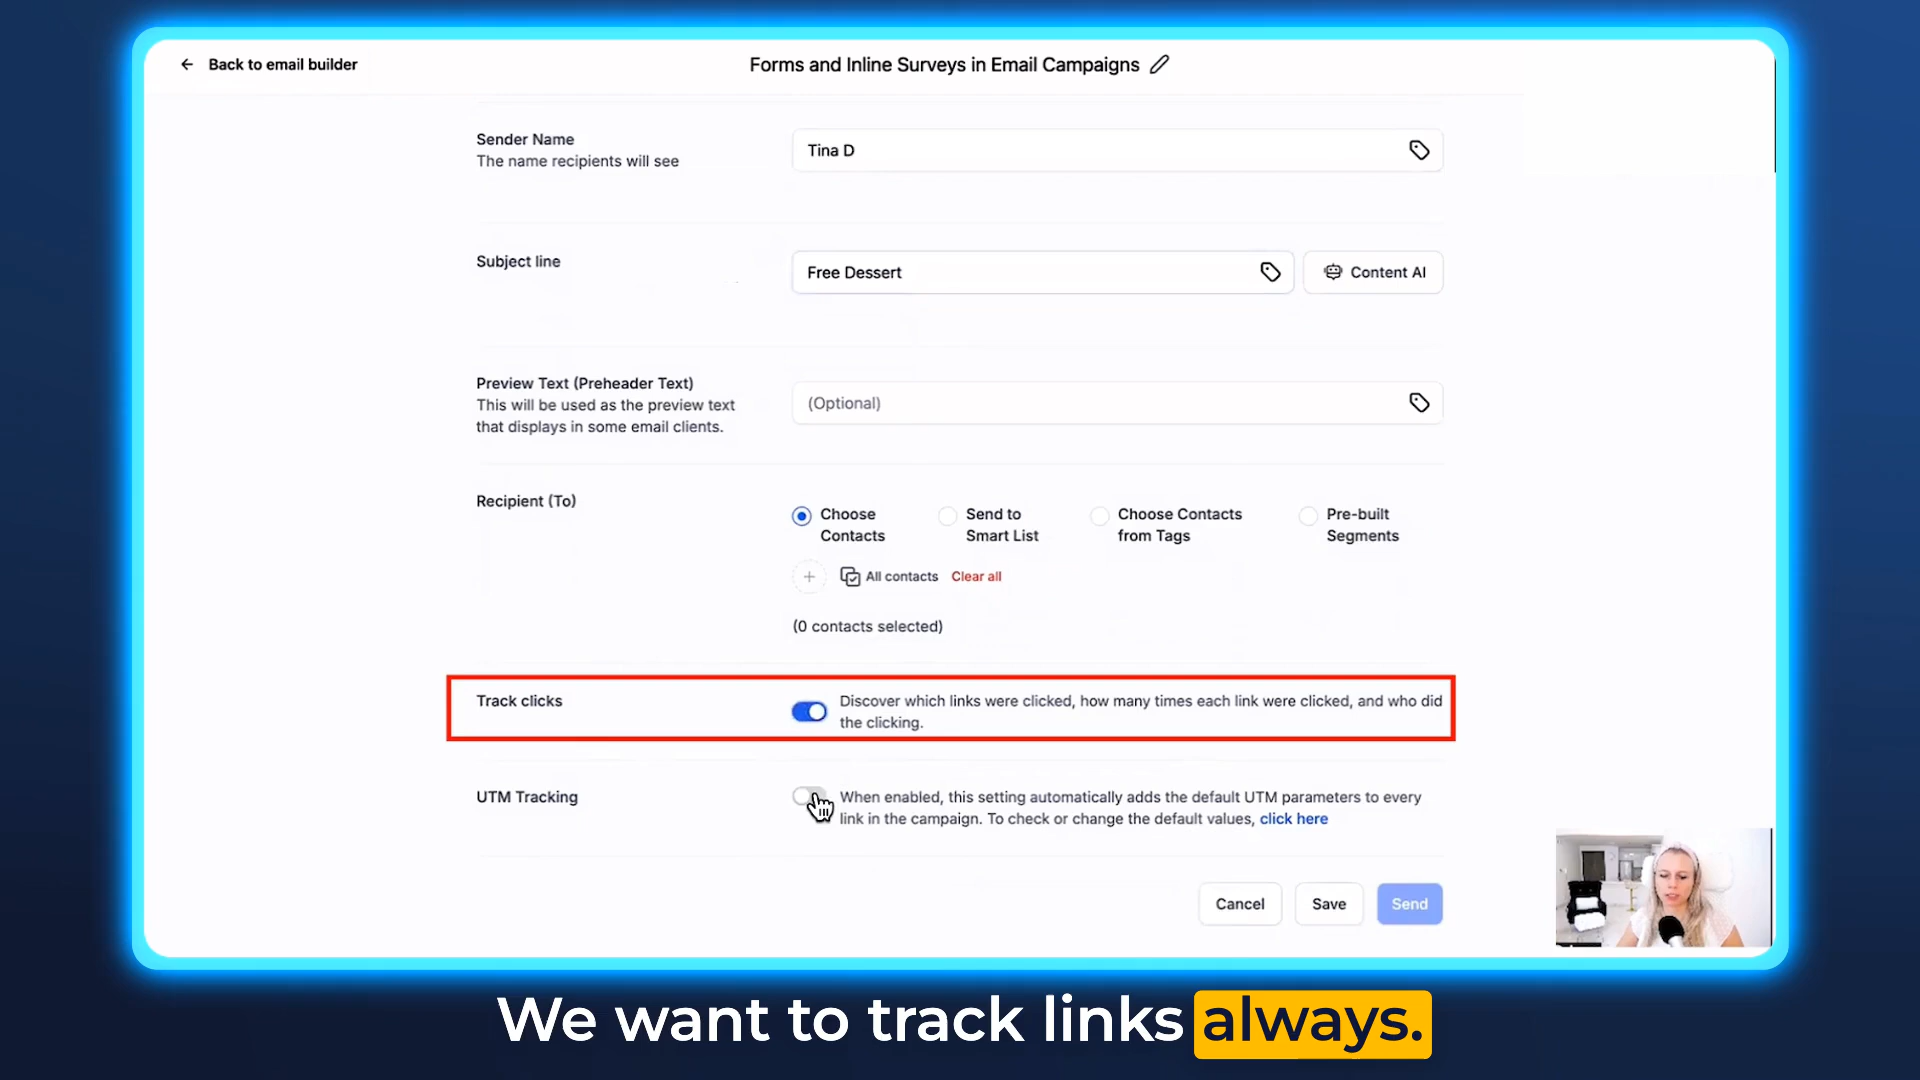 Back to email builder
Forms and Inline Surveys in Email Campaigns
Sender Name
The name recipients will see
Tina D
Subject line
Free Dessert
Content AI
Preview Text (Preheader Text)
This will be used as the preview text
that displays in some email clients.
(Optional)
Recipient (To)
Choose
Contacts
Send to
Smart List
Choose Contacts
from Tags
Pre-built
Segments
All contacts
Clear all
(0 contacts selected)
Track clicks
Discover which links were clicked, how many times each link were clicked, and who did
the clicking.
UTM Tracking
When enabled, this setting automatically adds the default UTM parameters to every
link in the campaign. To check or change the default values, click here
Cancel
Save
Send
We want to track links always.